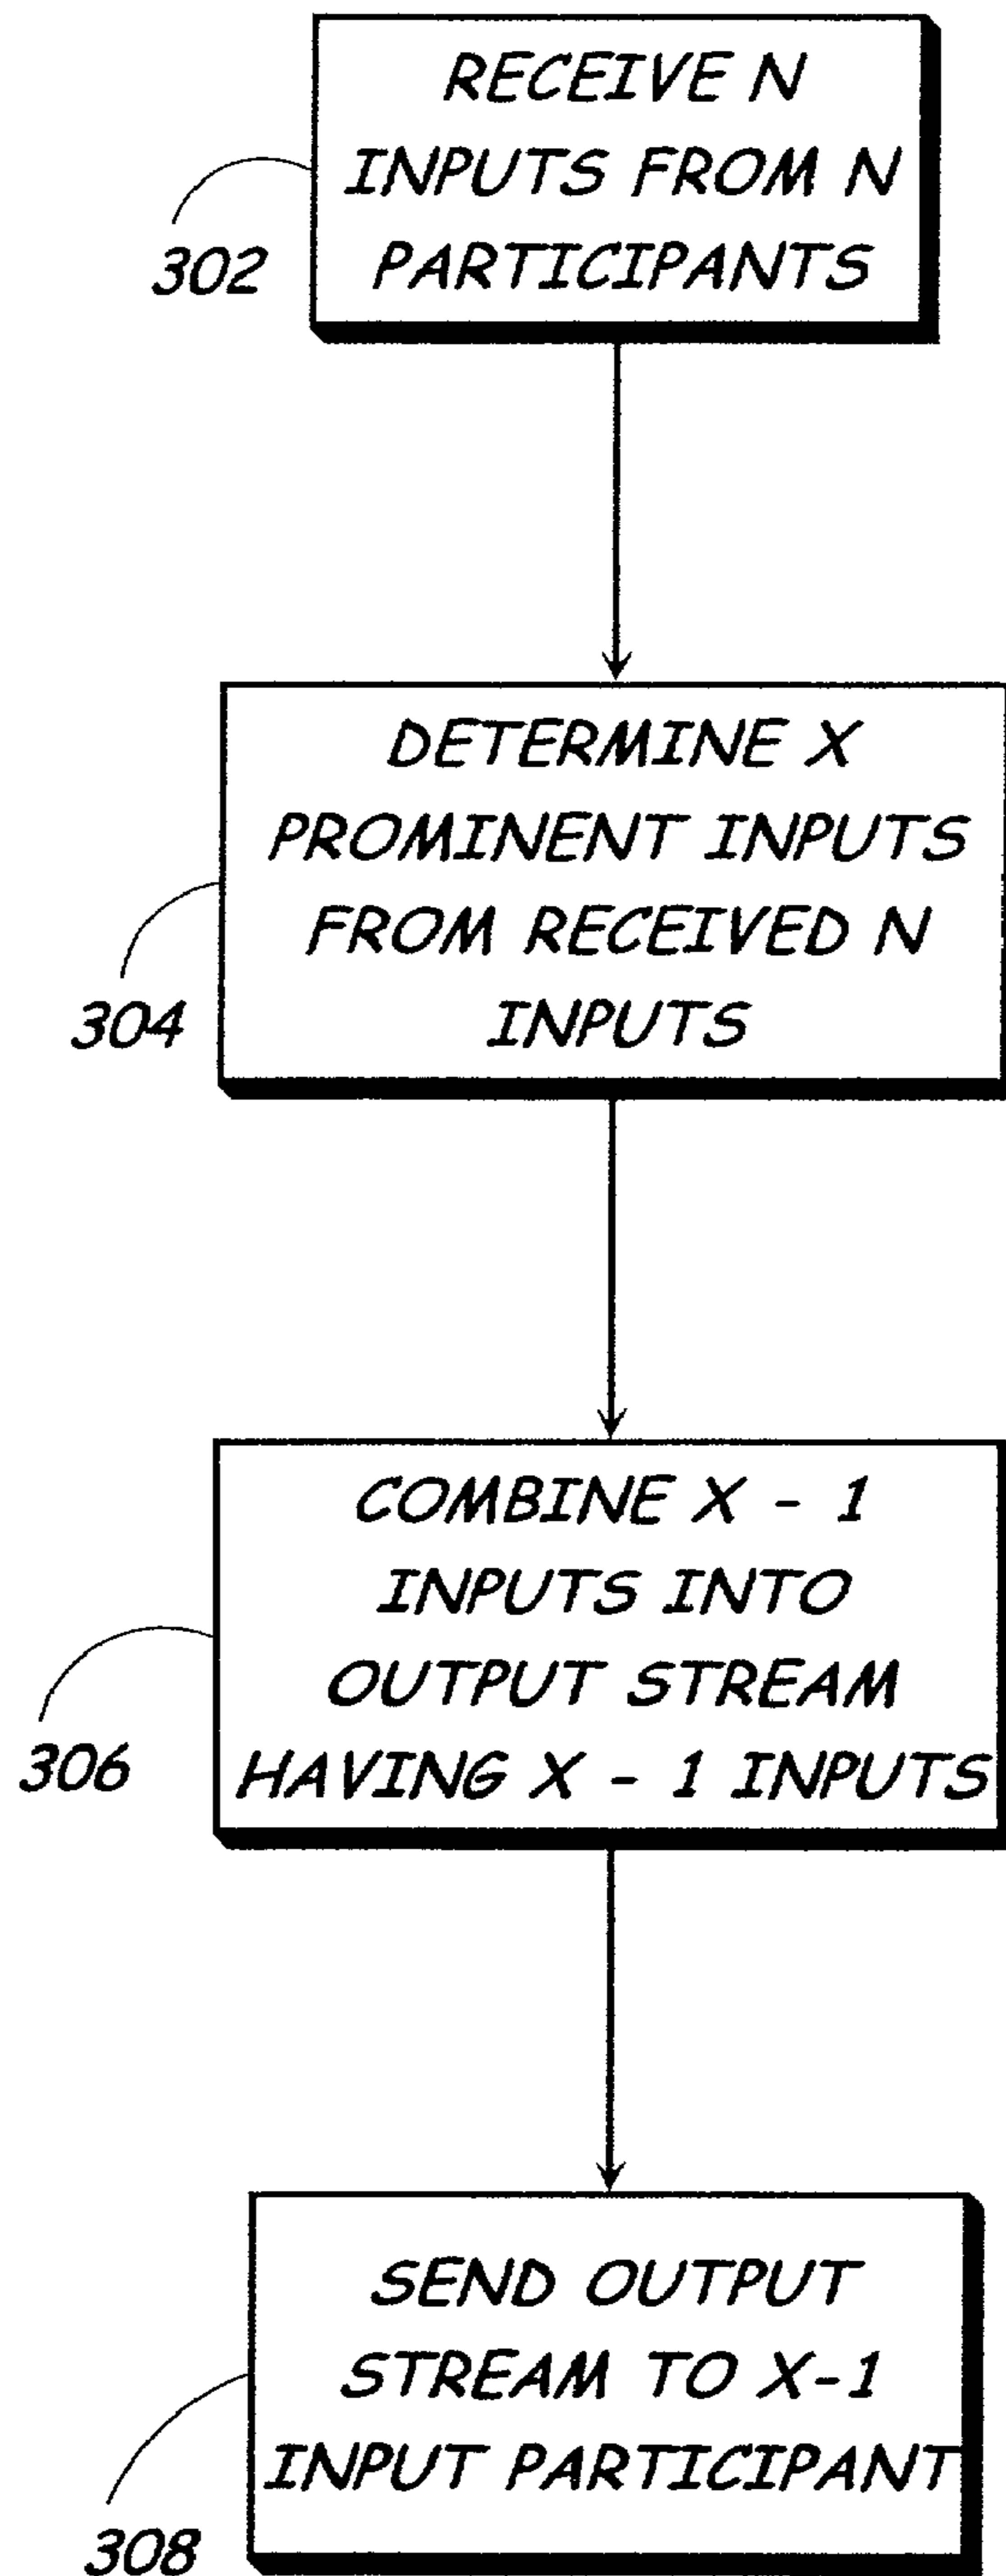 RECEIVE N
INPUTS FROM N
PARTICIPANTS
302
DETERMINE X
PROMINENT INPUTS
FROM RECEIVED N
INPUTS
304
COMBINE X - 1
INPUTS INTO
OUTPUT STREAM
HAVING X - 1 INPUTS
306
SEND OUTPUT
STREAM TO X-1
INPUT PARTICIPANT
308